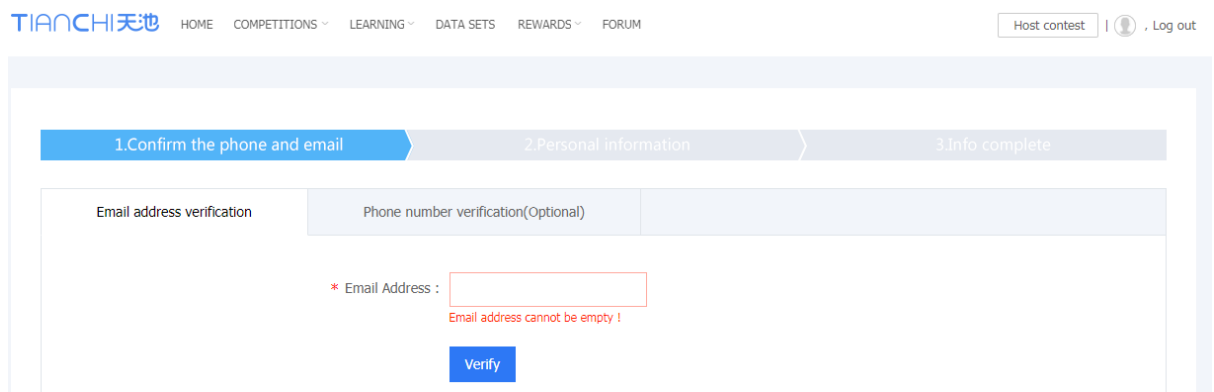 TIANCHI天池 HOME COMPETITIONS LEARNING DATA SETS REWARDS FORUM Host contest | , Log out
1.Confirm the phone and email 2.Personal information 3.Info complete
Email address verification Phone number verification(Optional)
* Email Address :
Email address cannot be empty !
Verify